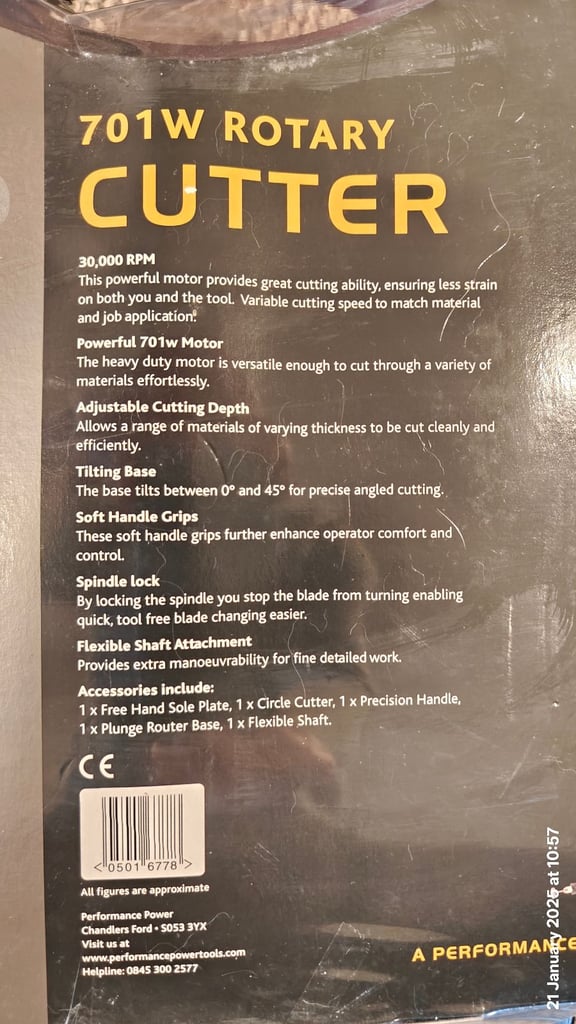 701W ROTARY
CUTTER
30,000 RPM
This powerful motor provides great cutting ability, ensuring less strain
on both you and the tool. Variable cutting speed to match material
and job application.
Powerful 701w Motor
The heavy duty motor is versatile enough to cut through a variety of
materials effortlessly.
Adjustable Cutting Depth
Allows a range of materials of varying thickness to be cut cleanly and
efficiently.
Tilting Base
The base tilts between 0° and 45° for precise angled cutting.
Soft Handle Grips
These soft handle grips further enhance operator comfort and
control.
Spindle lock
By locking the spindle you stop the blade from turning enabling
quick, tool free blade changing easier.
Flexible Shaft Attachment
Provides extra manoeuvrability for fine detailed work.
Accessories include:
1 x Free Hand Sole Plate, 1 x Circle Cutter, 1 x Precision Handle,
1 x Plunge Router Base, 1 x Flexible Shaft.
CE
<0501 6778>
All figures are approximate
Performance Power
Chandlers Ford • SO53 3YX
Visit us at
www.performancepowertools.com
Helpline: 0845 300 2577
A PERFORMANCE
21 January 2025 at 10:57